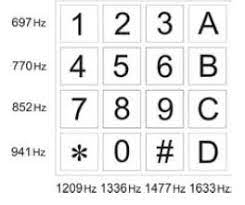 697Hz 1 2 3 A
770Hz 4 5 6 B
852Hz 7 8 9 C
941Hz * 0 # D
1209Hz 1336Hz 1477Hz 1633Hz